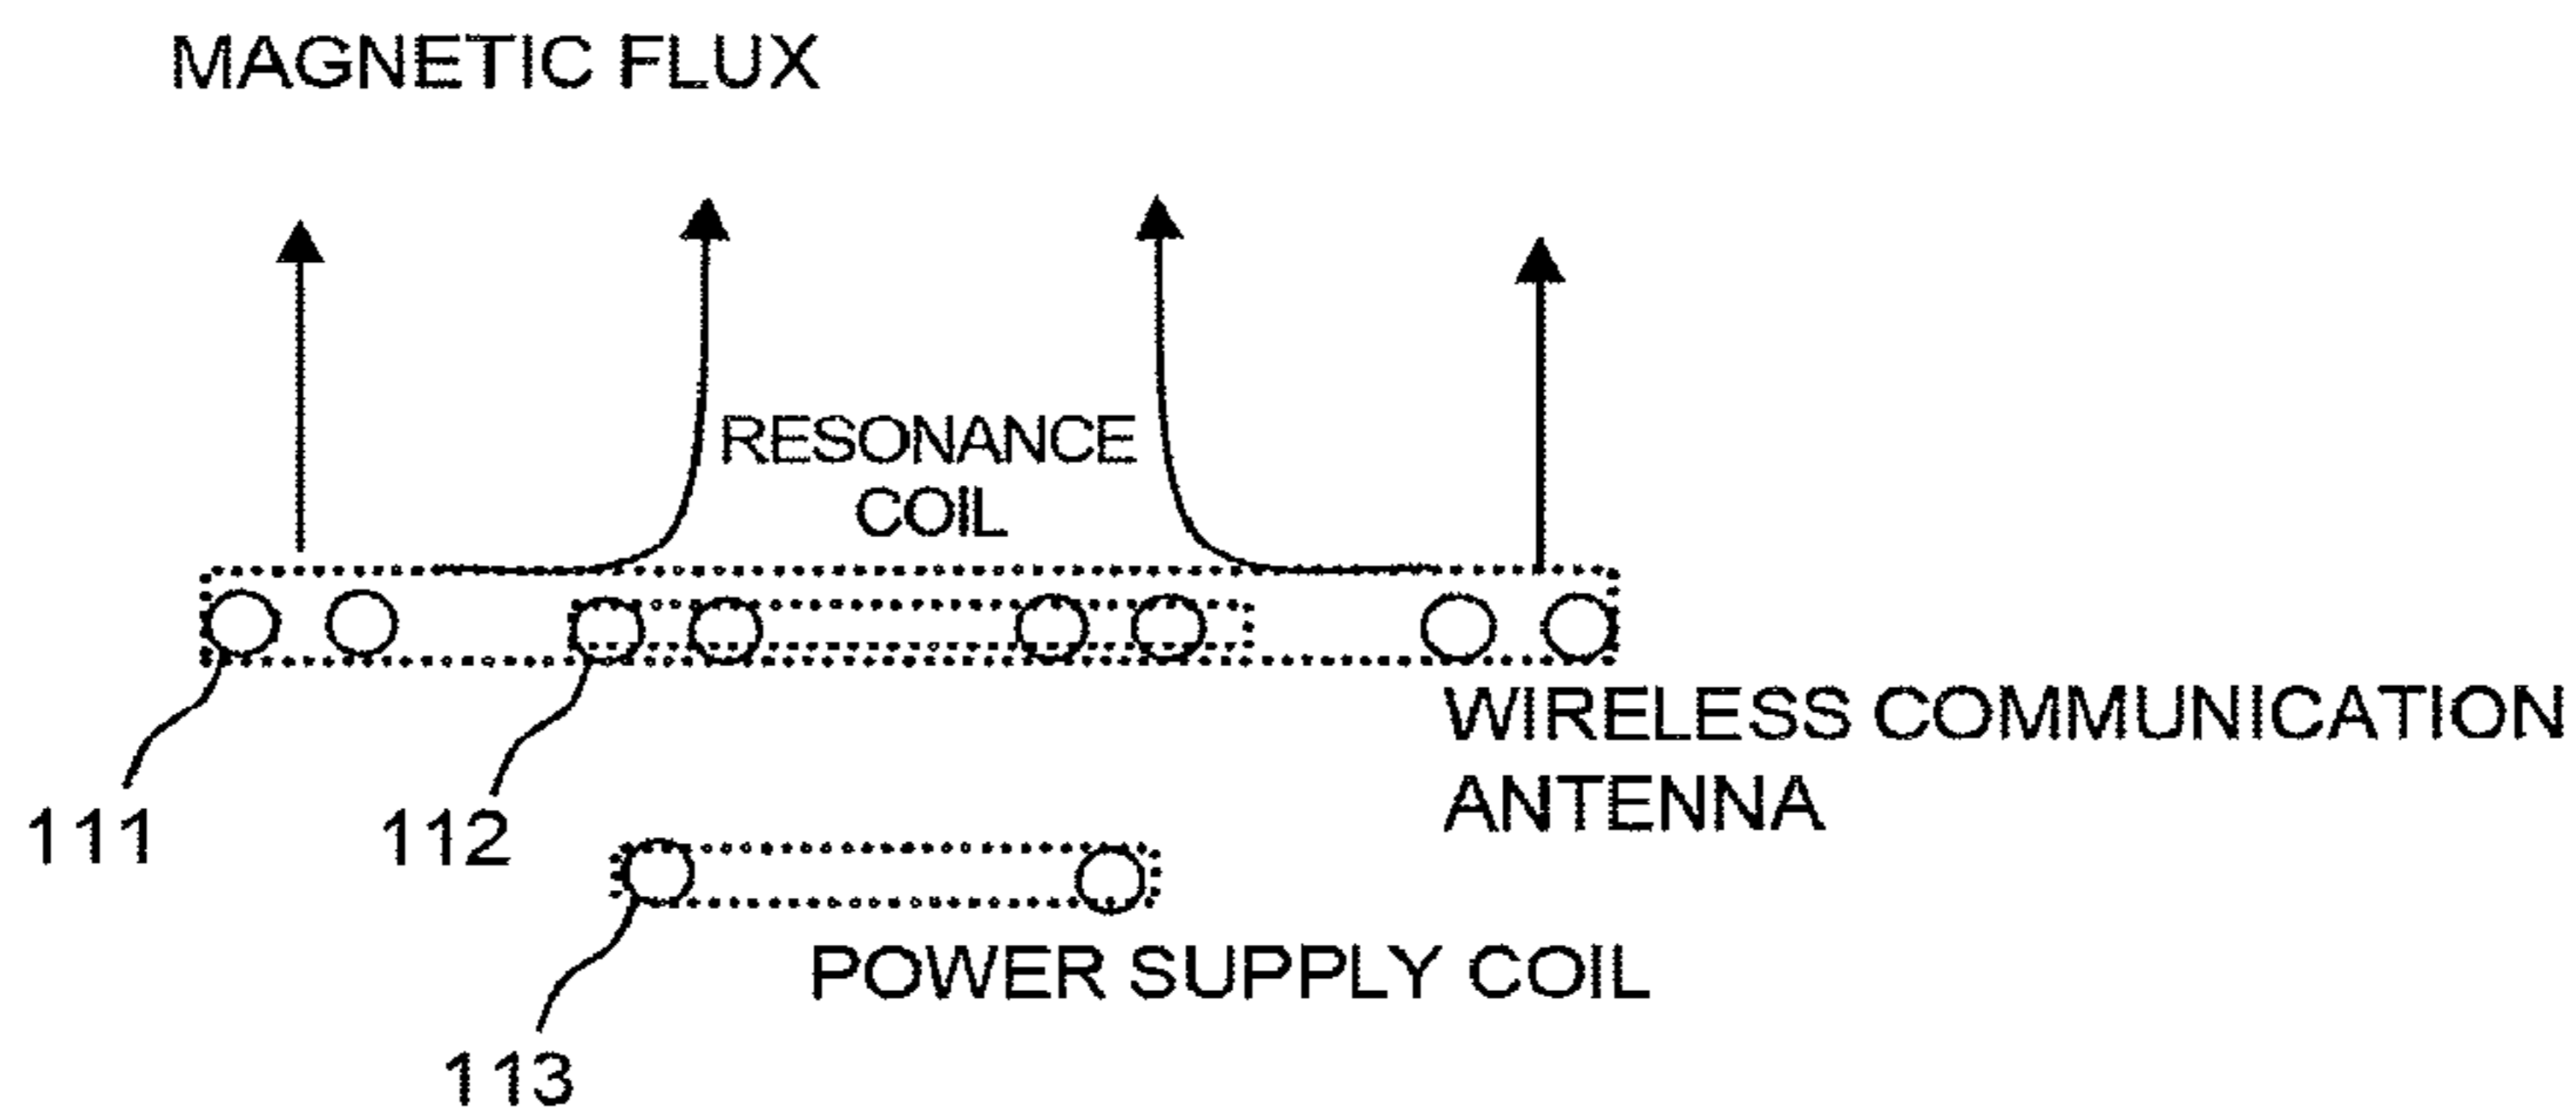 MAGNETIC FLUX
RESONANCE
COIL
WIRELESS COMMUNICATION
ANTENNA
111
112
POWER SUPPLY COIL
113